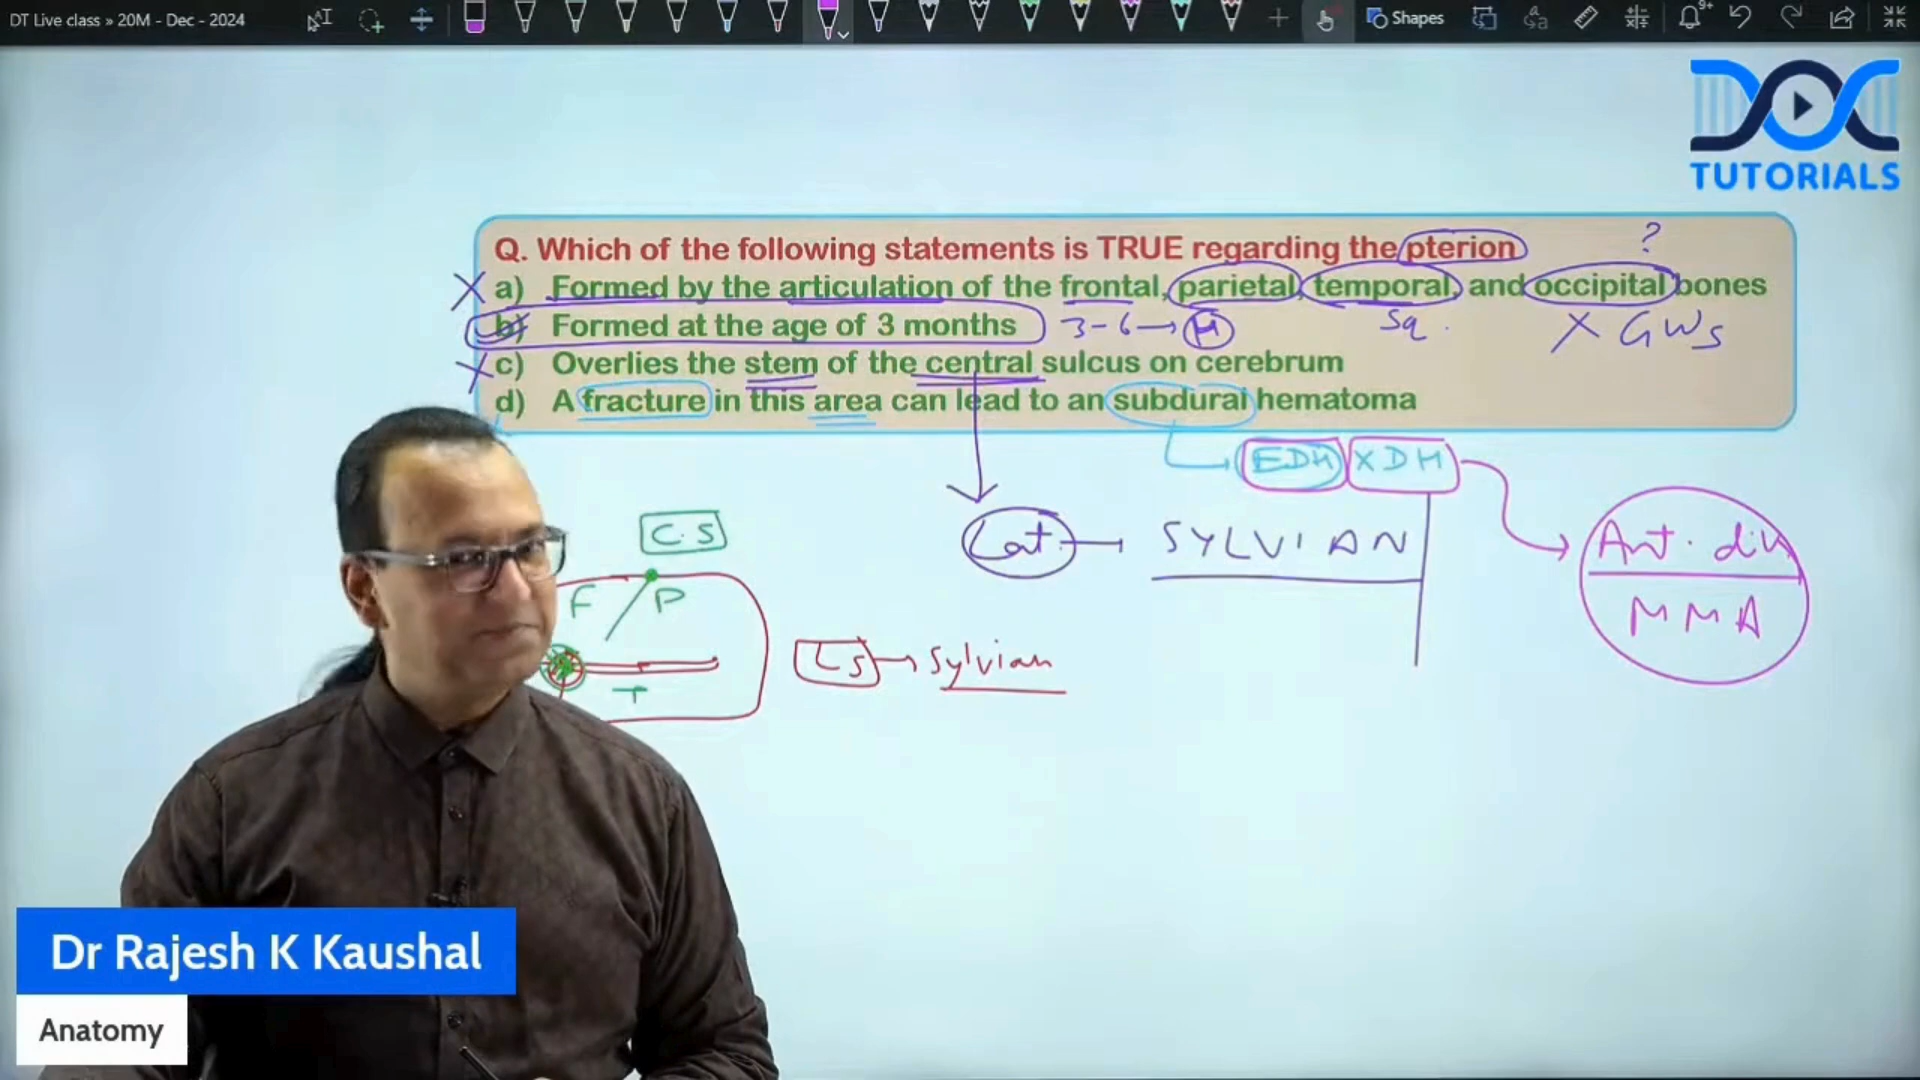 DT Live class » 20M - Dec - 2024
Shapes
9+
TUTORIALS
Q. Which of the following statements is TRUE regarding the pterion ?
X a) Formed by the articulation of the frontal, parietal, temporal, and occipital bones
b) Formed at the age of 3 months 3-6 → M Sq. X GWS
X c) Overlies the stem of the central sulcus on cerebrum
d) A fracture in this area can lead to an subdural hematoma
EDH XDH
C.S
Lat. SYLVIAN
Ant. div
F P
MMA
LS → Sylvian
T
Dr Rajesh K Kaushal
Anatomy